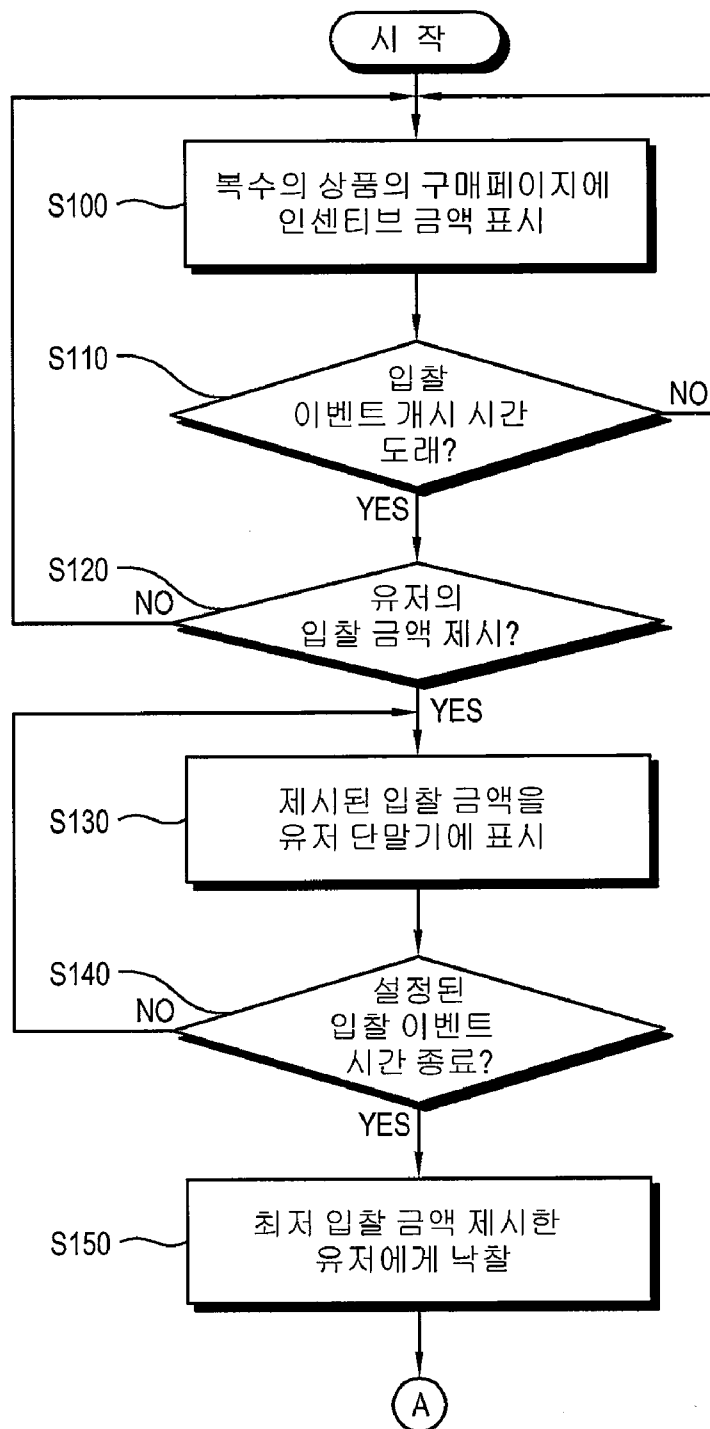 시 작
S100
복수의 상품의 구매페이지에
인센티브 금액 표시
S110
입찰
이벤트 개시 시간
도래?
NO
YES
S120
NO
유저의
입찰 금액 제시?
YES
S130
제시된 입찰 금액을
유저 단말기에 표시
S140
NO
설정된
입찰 이벤트
시간 종료?
YES
S150
최저 입찰 금액 제시한
유저에게 낙찰
A